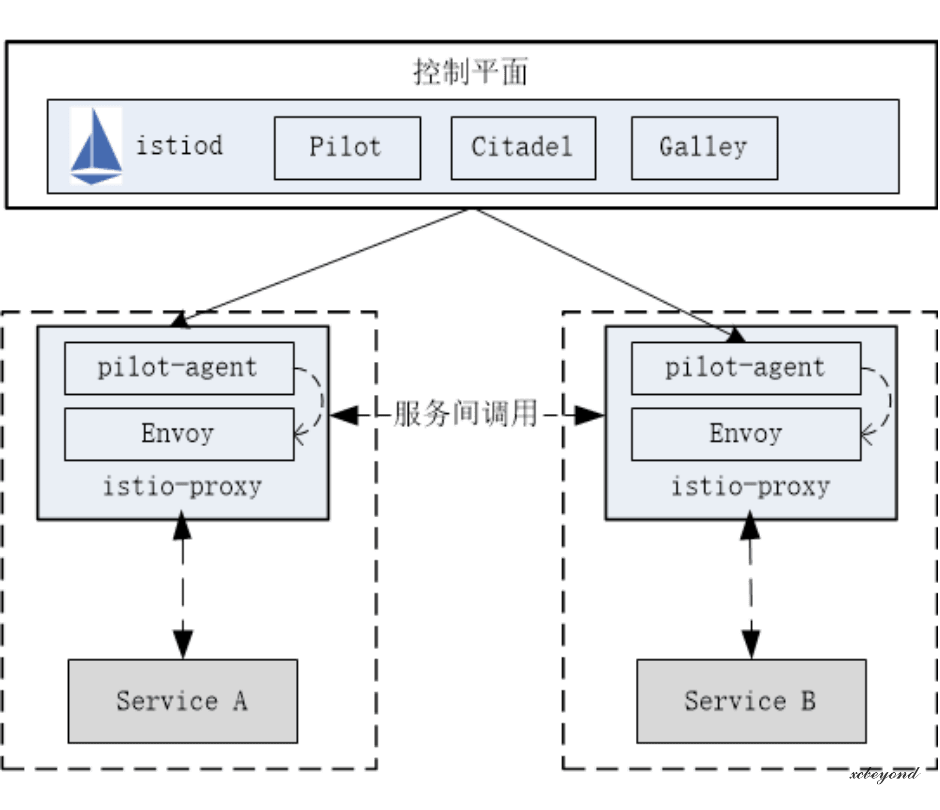 控制平面
istiod Pilot Citadel Galley
pilot-agent
Envoy
istio-proxy
服务间调用
pilot-agent
Envoy
istio-proxy
Service A
Service B
xcbeyond